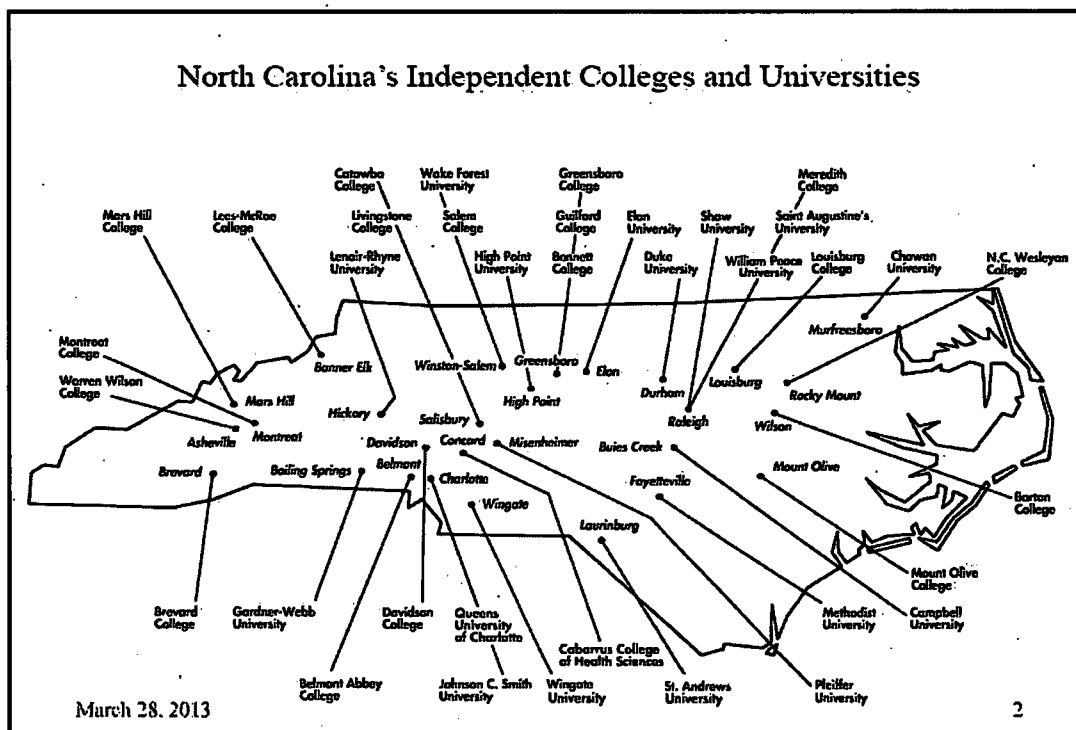 North Carolina's Independent Colleges and Universities
Catawba
College
Wake Forest
University
Greensboro
College
Meredith
College
Mars Hill
College
Lees-McRae
College
Livingstone
College
Salem
College
Guilford
College
Elon
University
Shaw
University
Saint Augustine's
University
Lenoir-Rhyne
University
High Point
University
Bennett
College
Duke
University
William Peace
University
Louisburg
College
Chowan
University
N.C. Wesleyan
College
Murfreesboro
Montreat
College
Banner Elk
Winston-Salem
Greensboro
Elon
Warren Wilson
College
Mars Hill
High Point
Durham
Louisburg
Rocky Mount
Hickory
Salisbury
Raleigh
Wilson
Asheville
Montreat
Davidson
Concord
Misenheimer
Buies Creek
Brevard
Boiling Springs
Belmont
Charlotte
Mount Olive
Wingate
Fayetteville
Barton
College
Laurinburg
Mount Olive
College
Brevard
College
Gardner-Webb
University
Davidson
College
Queens
University
of Charlotte
Methodist
University
Campbell
University
Cabarrus College
of Health Sciences
Belmont Abbey
College
Johnson C. Smith
University
Wingate
University
St. Andrews
University
Pfeiffer
University
March 28, 2013
2